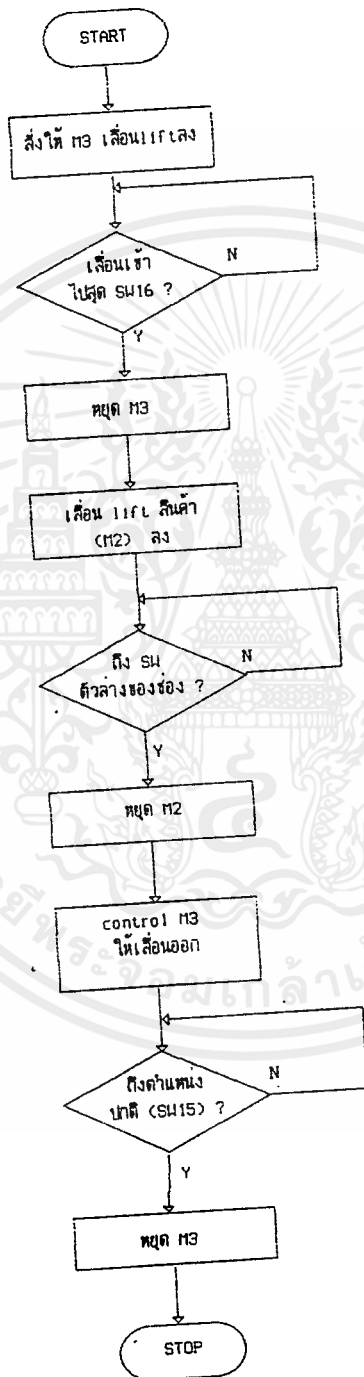 START
สั่งให้ M3 เลื่อนliftลง
เลื่อนเข้า
ไปสุด SW16 ?
N
Y
หยุด M3
เลื่อน lift สินค้า
(M2) ลง
ถึง SW
ตัวล่างของช่อง ?
N
Y
หยุด M2
control M3
ให้เลื่อนออก
ถึงตำแหน่ง
ปกติ (SW15) ?
N
Y
หยุด M3
STOP